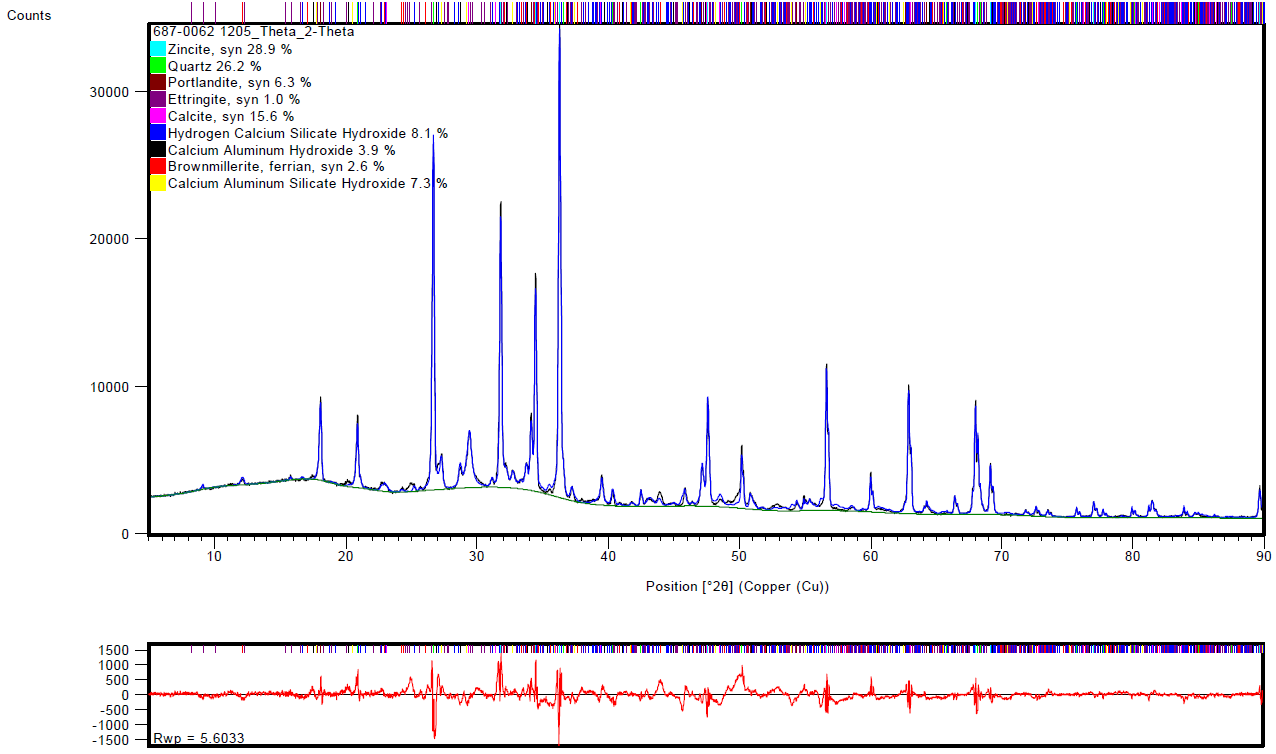 Counts
687-0062 1205_Theta_2-Theta
Zincite, syn 28.9 %
Quartz 26.2 %
Portlandite, syn 6.3 %
Ettringite, syn 1.0 %
Calcite, syn 15.6 %
Hydrogen Calcium Silicate Hydroxide 8.1 %
Calcium Aluminum Hydroxide 3.9 %
Brownmillerite, ferrian, syn 2.6 %
Calcium Aluminum Silicate Hydroxide 7.3 %
30000
20000
10000
0
10 20 30 40 50 60 70 80 90
Position [°2θ] (Copper (Cu))
1500
1000
500
0
-500
-1000
-1500
Rwp = 5.6033